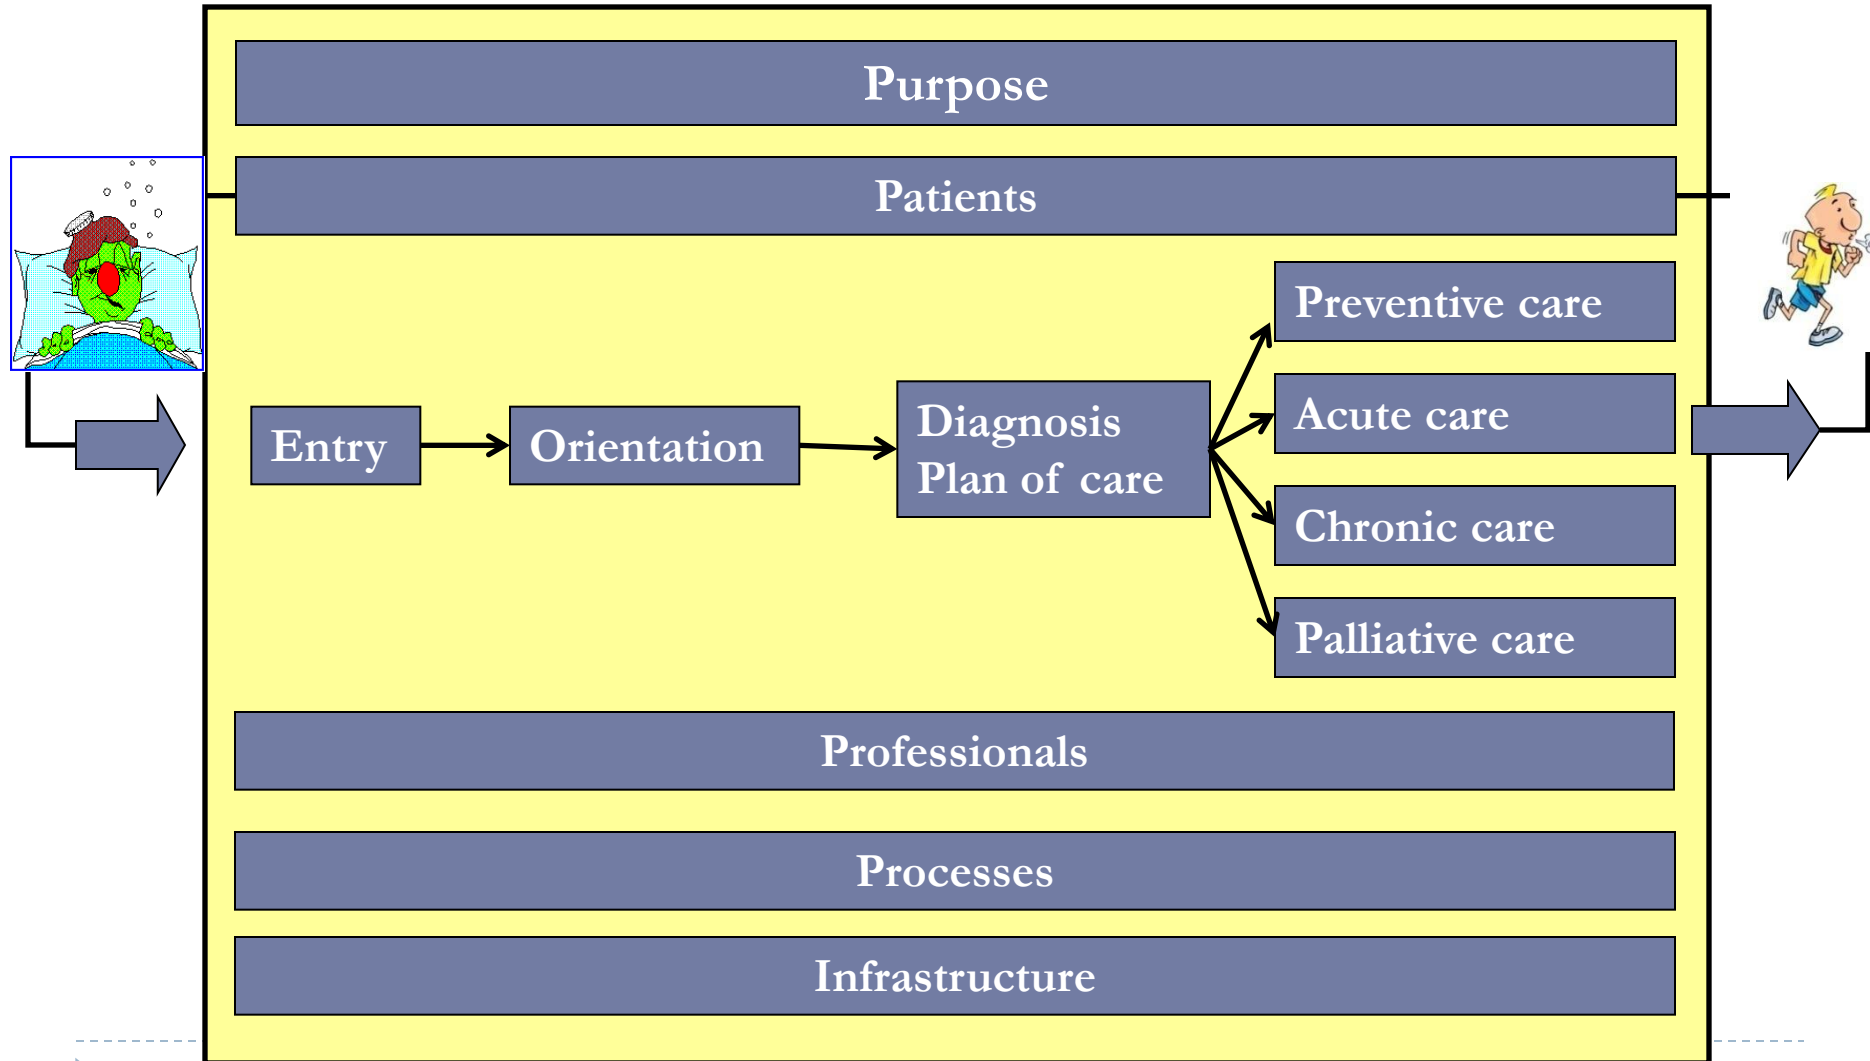 Purpose
Patients
Entry
Orientation
Diagnosis
Plan of care
Preventive care
Acute care
Chronic care
Palliative care
Professionals
Processes
Infrastructure